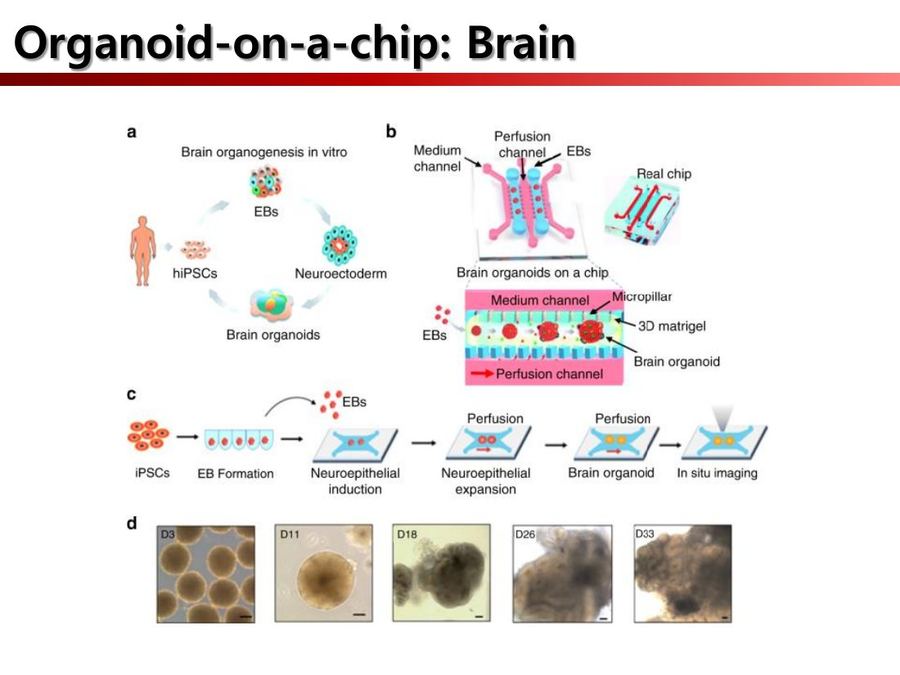 Organoid-on-a-chip: Brain
a
Brain organogenesis in vitro
EBs
hiPSCs
Neuroectoderm
Brain organoids
b
Medium
channel
Perfusion
channel
EBs
Real chip
Brain organoids on a chip
Medium channel
Micropillar
EBs
3D matrigel
Brain organoid
Perfusion channel
c
EBs
Perfusion
Perfusion
iPSCs
EB Formation
Neuroepithelial
induction
Neuroepithelial
expansion
Brain organoid
In situ imaging
d
D3
D11
D18
D26
D33